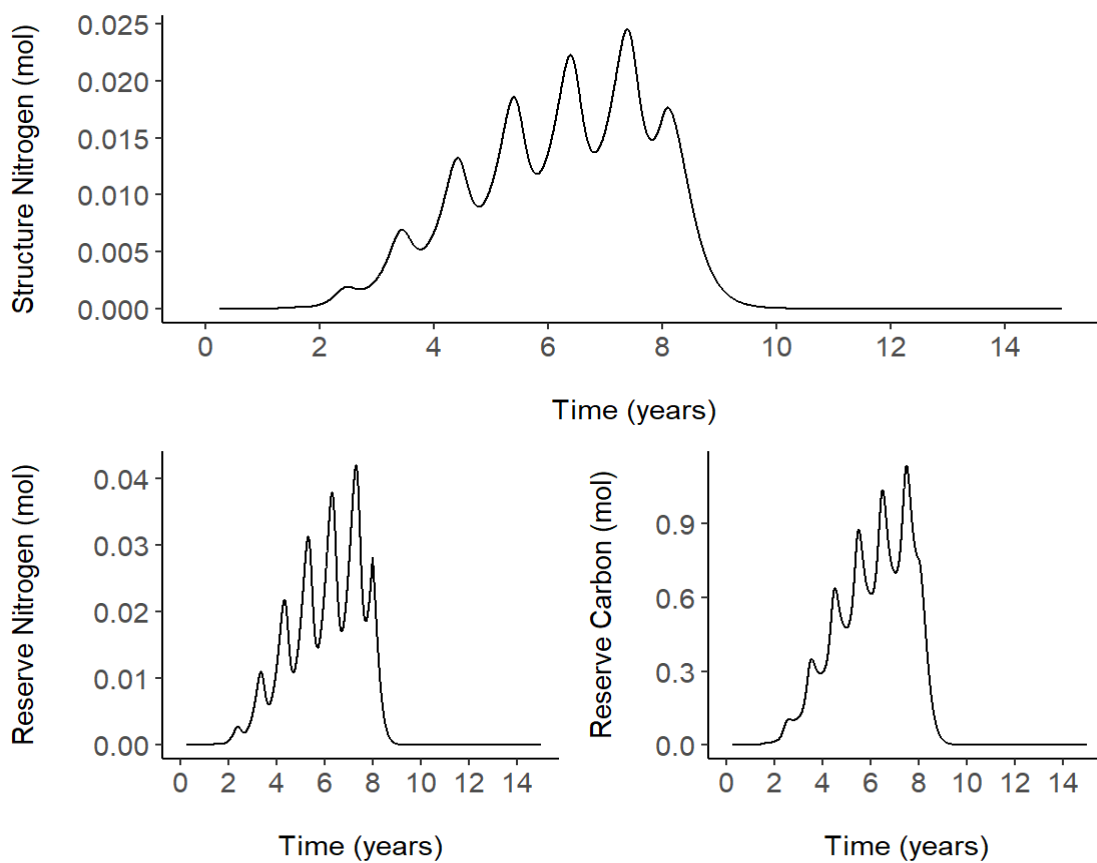 Structure Nitrogen (mol)
0.025
0.020
0.015
0.010
0.005
0.000
0 2 4 6 8 10 12 14
Time (years)
Reserve Nitrogen (mol)
0.04
0.03
0.02
0.01
0.00
0 2 4 6 8 10 12 14
Time (years)
Reserve Carbon (mol)
0.9
0.6
0.3
0.0
0 2 4 6 8 10 12 14
Time (years)